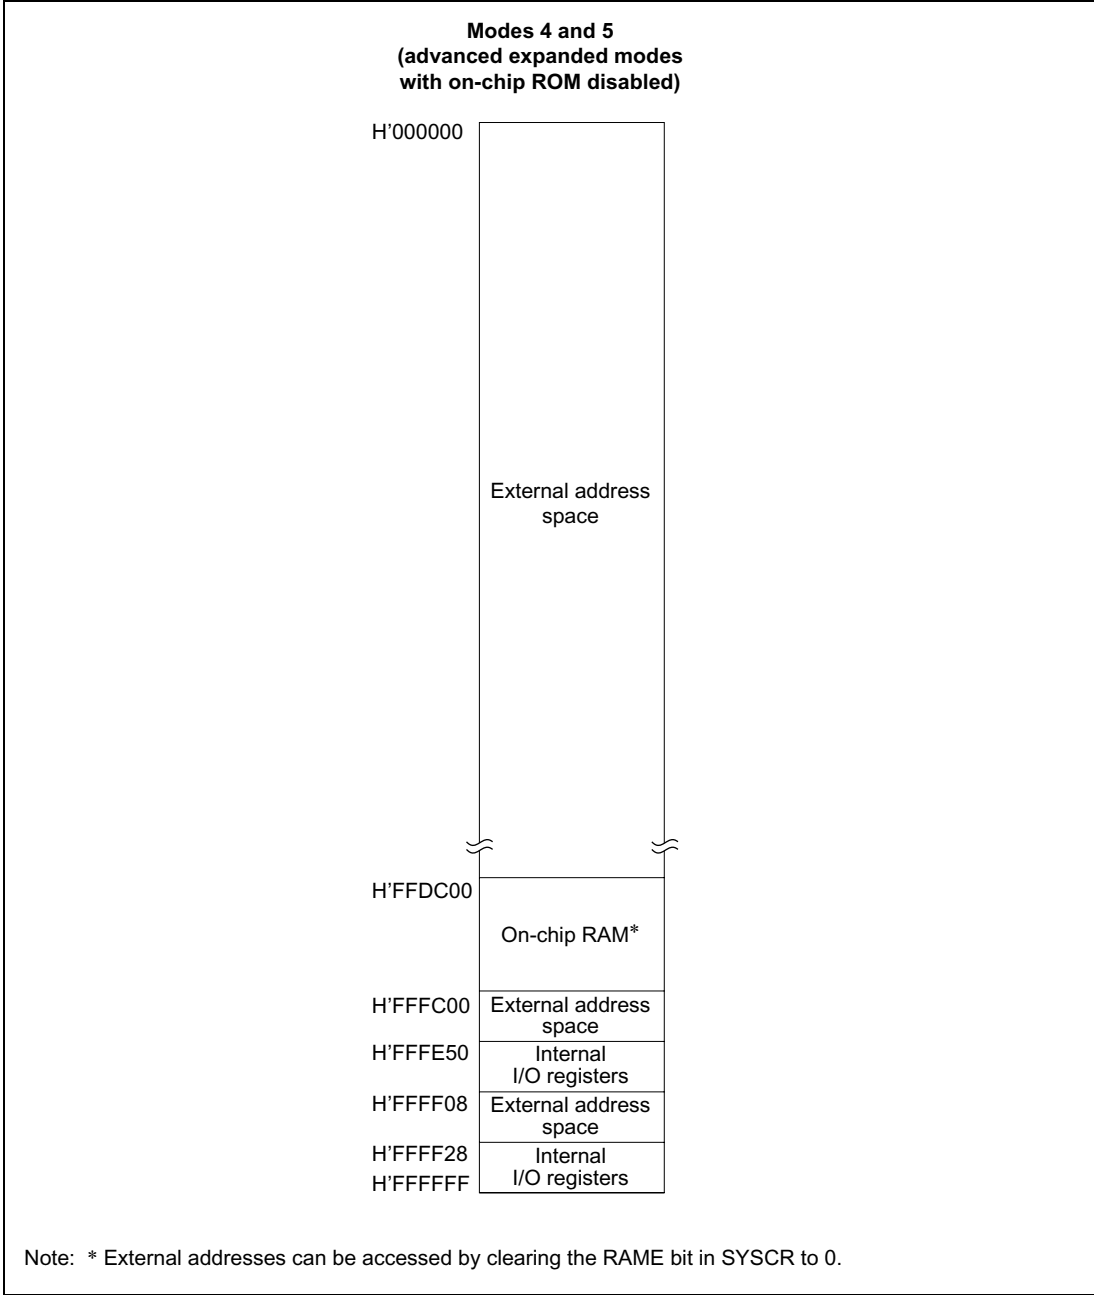 Modes 4 and 5
(advanced expanded modes
with on-chip ROM disabled)
H'000000
External address
space
H'FFDC00
On-chip RAM*
H'FFFC00
External address
space
H'FFFE50
Internal
I/O registers
H'FFFF08
External address
space
H'FFFF28
Internal
I/O registers
H'FFFFFF
Note: * External addresses can be accessed by clearing the RAME bit in SYSCR to 0.